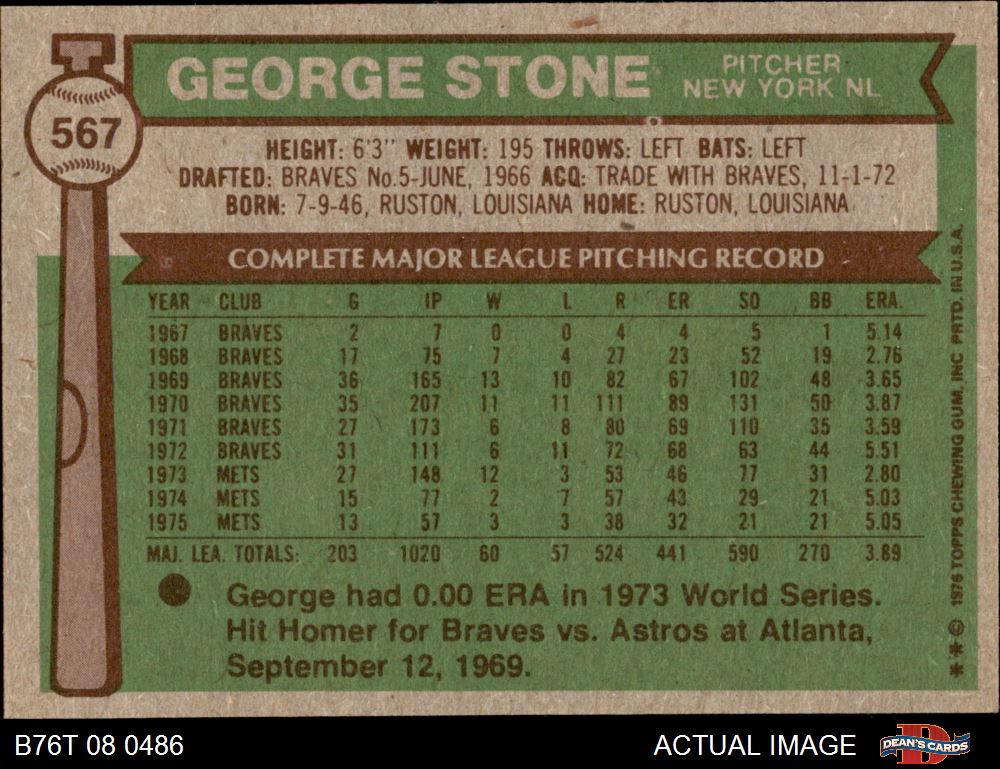 GEORGE STONE PITCHER
NEW YORK NL
567
HEIGHT: 6'3" WEIGHT: 195 THROWS: LEFT BATS: LEFT
DRAFTED: BRAVES No.5-JUNE, 1966 ACQ: TRADE WITH BRAVES, 11-1-72
BORN: 7-9-46, RUSTON, LOUISIANA HOME: RUSTON, LOUISIANA
COMPLETE MAJOR LEAGUE PITCHING RECORD
YEAR CLUB G IP W L R ER SO BB ERA.
1967 BRAVES 2 7 0 0 4 4 5 1 5.14
1968 BRAVES 17 75 7 4 27 23 52 19 2.76
1969 BRAVES 36 165 13 10 82 67 102 48 3.65
1970 BRAVES 35 207 11 11 111 89 131 50 3.87
1971 BRAVES 27 173 6 8 80 69 110 35 3.59
1972 BRAVES 31 111 6 11 72 68 63 44 5.51
1973 METS 27 148 12 3 53 46 77 31 2.80
1974 METS 15 77 2 7 57 43 29 21 5.03
1975 METS 13 57 3 3 38 32 21 21 5.05
MAJ. LEA. TOTALS: 203 1020 60 57 524 441 590 270 3.89
George had 0.00 ERA in 1973 World Series.
Hit Homer for Braves vs. Astros at Atlanta,
September 12, 1969.
** © 1976 TOPPS CHEWING GUM, INC PRTD. IN U.S.A.
B76T 08 0486 ACTUAL IMAGE DEAN'S CARDS